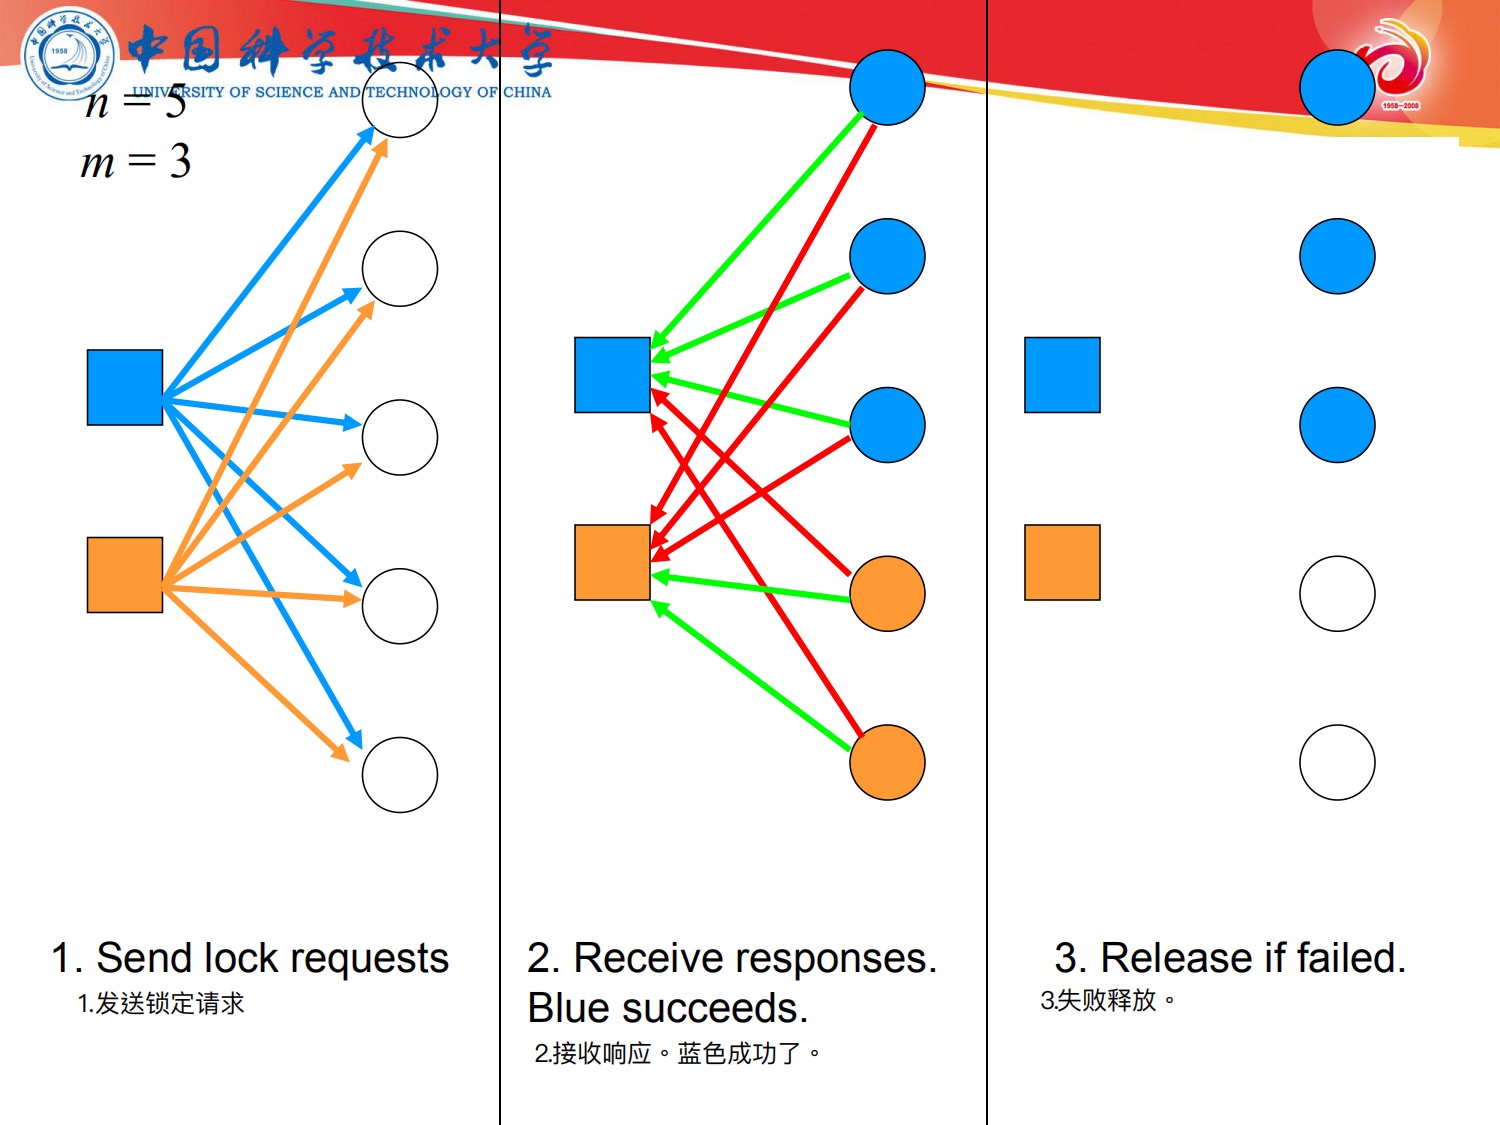 中国科学技术大学
UNIVERSITY OF SCIENCE AND TECHNOLOGY OF CHINA
1958
1958-2008
n = 5
m = 3
1. Send lock requests
1.发送锁定请求
2. Receive responses.
Blue succeeds.
2.接收响应。蓝色成功了。
3. Release if failed.
3.失败释放。